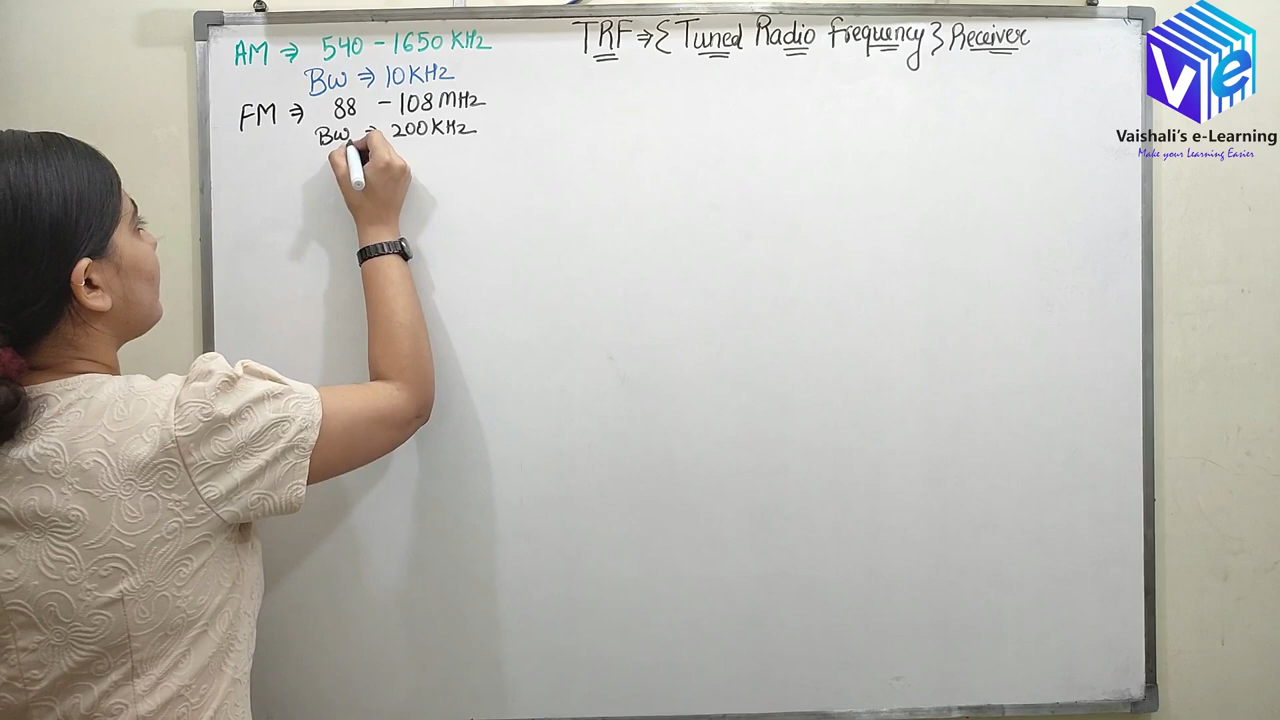 TRF ⇒ { Tuned Radio Frequency } Receiver
AM ⇒ 540 - 1650 KHz
BW ⇒ 10 KHz
FM ⇒ 88 - 108 MHz
BW ⇒ 200 KHz
Ve
Vaishali's e-Learning
Make your Learning Easier